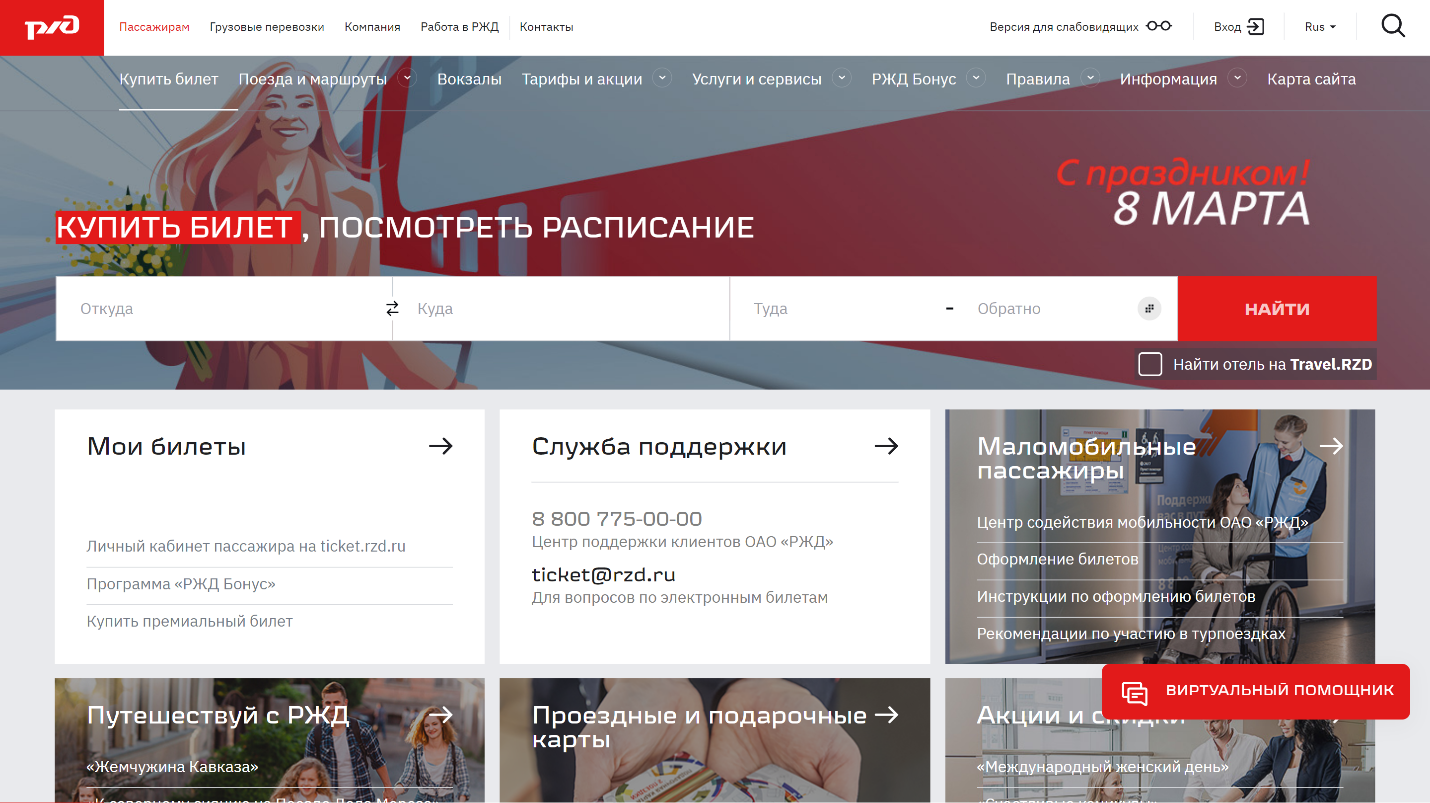 ржд
Пассажирам
Грузовые перевозки
Компания
Работа в РЖД
Контакты
Версия для слабовидящих
Вход
Rus
Купить билет
Поезда и маршруты
Вокзалы
Тарифы и акции
Услуги и сервисы
РЖД Бонус
Правила
Информация
Карта сайта
С праздником!
8 МАРТА
КУПИТЬ БИЛЕТ , ПОСМОТРЕТЬ РАСПИСАНИЕ
Откуда
Куда
Туда
–
Обратно
НАЙТИ
Найти отель на Travel.RZD
Мои билеты
Личный кабинет пассажира на ticket.rzd.ru
Программа «РЖД Бонус»
Купить премиальный билет
Служба поддержки
8 800 775-00-00
Центр поддержки клиентов ОАО «РЖД»
ticket@rzd.ru
Для вопросов по электронным билетам
Маломобильные
пассажиры
Центр содействия мобильности ОАО «РЖД»
Оформление билетов
Инструкции по оформлению билетов
Рекомендации по участию в турпоездках
ВИРТУАЛЬНЫЙ ПОМОЩНИК
Путешествуй с РЖД
«Жемчужина Кавказа»
Проездные и подарочные
карты
Акции и скидки
«Международный женский день»